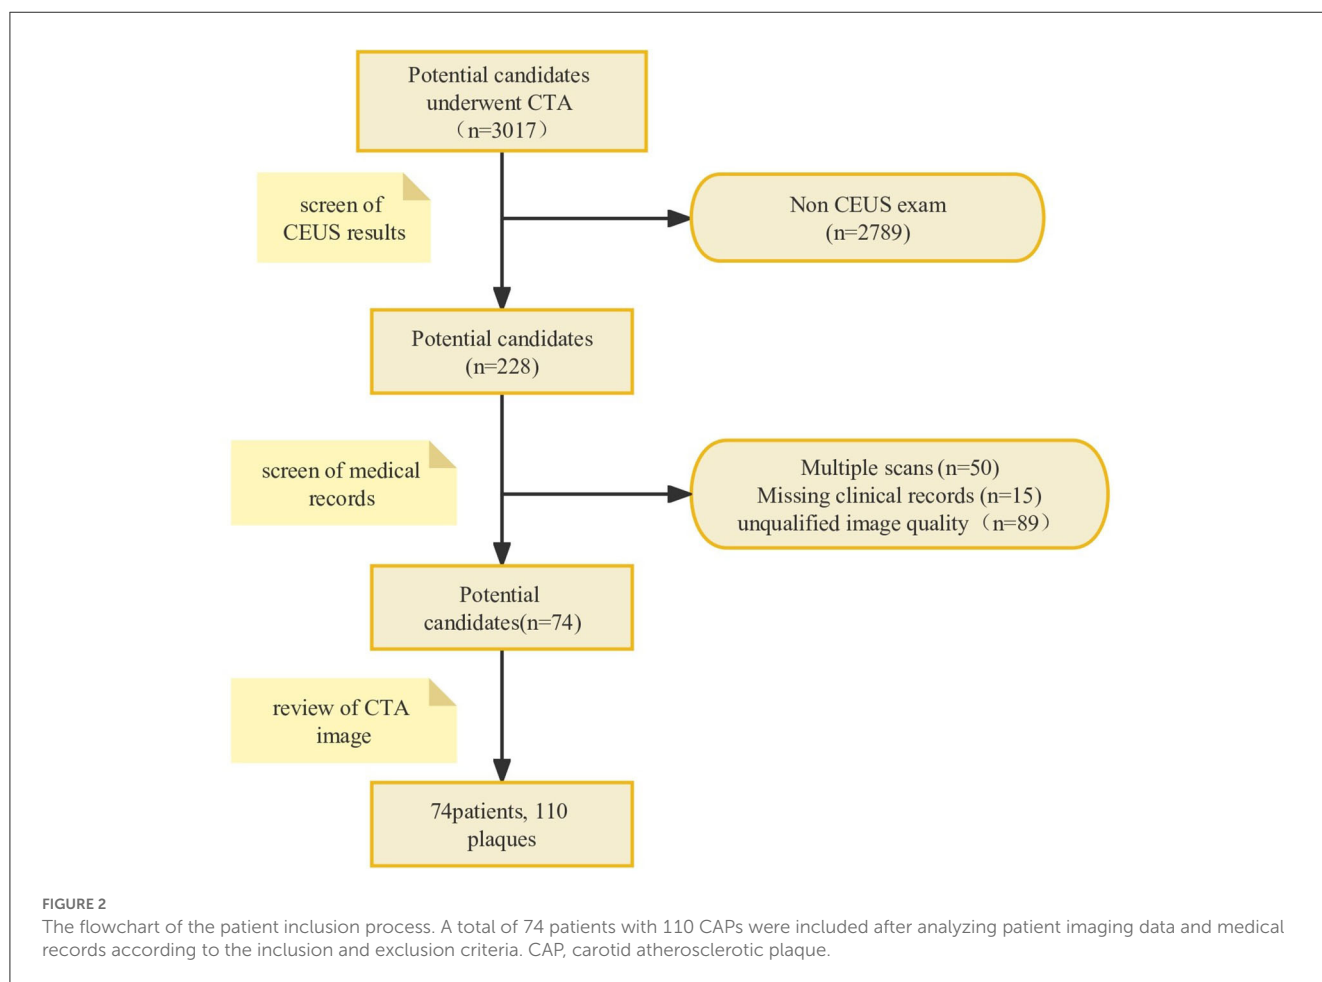 Potential candidates
underwent CTA
（n=3017）
screen of
CEUS results
Non CEUS exam
(n=2789)
Potential candidates
(n=228)
screen of medical
records
Multiple scans (n=50)
Missing clinical records (n=15)
unqualified image quality（n=89）
Potential
candidates(n=74)
review of CTA
image
74patients, 110
plaques
FIGURE 2
The flowchart of the patient inclusion process. A total of 74 patients with 110 CAPs were included after analyzing patient imaging data and medical
records according to the inclusion and exclusion criteria. CAP, carotid atherosclerotic plaque.